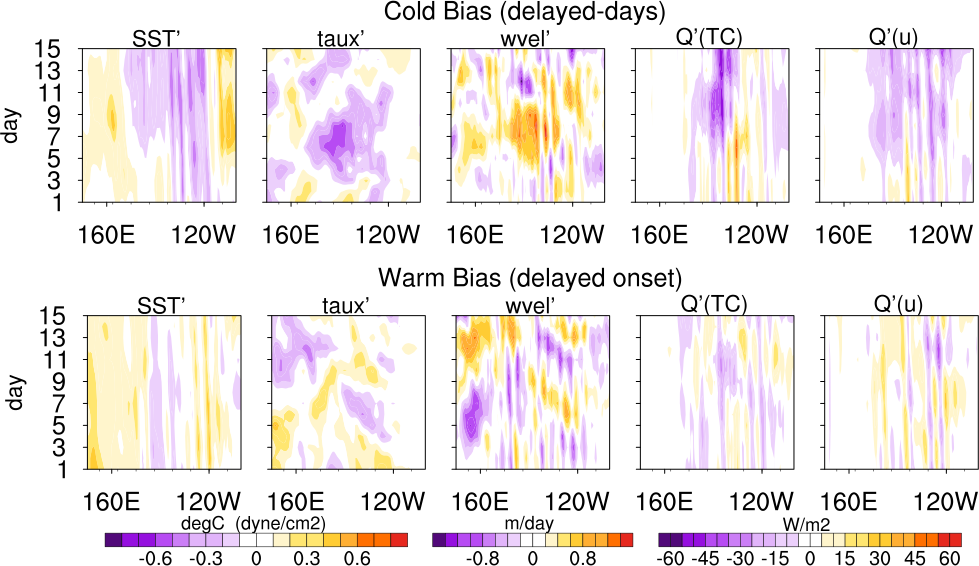 Cold Bias (delayed-days)
SST’ taux’ wvel’ Q’(TC) Q’(u)
15
13
11
9
7
5
3
1
day
160E 120W 160E 120W 160E 120W 160E 120W 160E 120W
Warm Bias (delayed onset)
SST’ taux’ wvel’ Q’(TC) Q’(u)
15
13
11
9
7
5
3
1
day
160E 120W 160E 120W 160E 120W 160E 120W 160E 120W
degC (dyne/cm2) m/day W/m2
-0.6 -0.3 0 0.3 0.6 -0.8 0 0.8 -60 -45 -30 -15 0 15 30 45 60